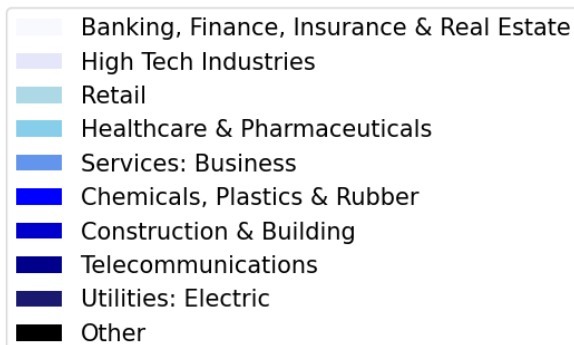 Banking, Finance, Insurance & Real Estate
High Tech Industries
Retail
Healthcare & Pharmaceuticals
Services: Business
Chemicals, Plastics & Rubber
Construction & Building
Telecommunications
Utilities: Electric
Other